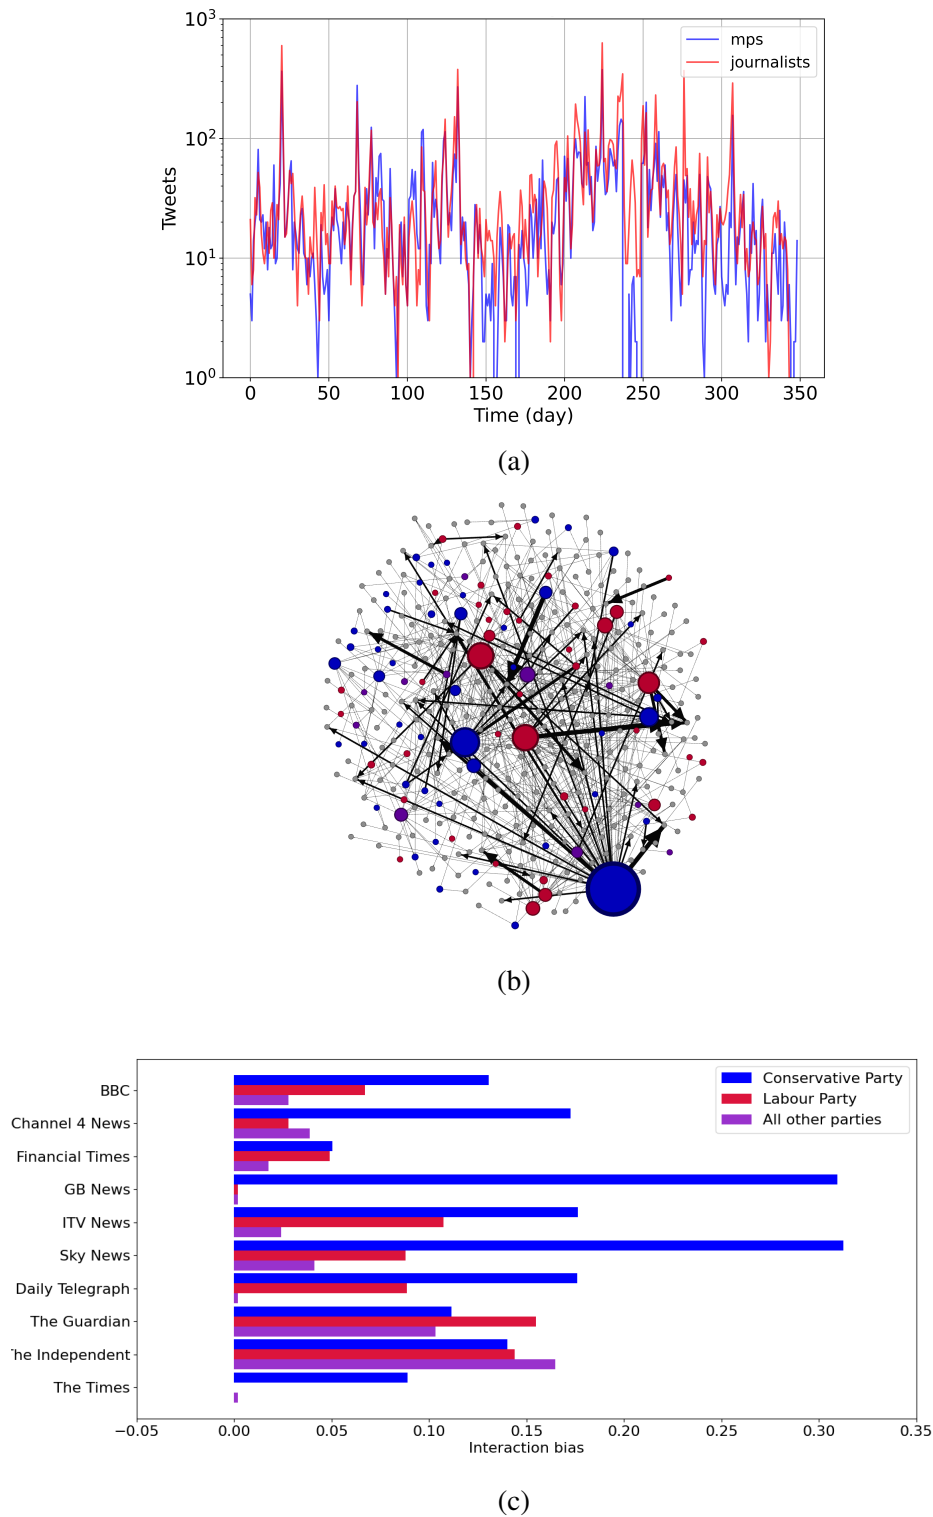 10³
10²
10¹
10⁰
Tweets
mps
journalists
0 50 100 150 200 250 300 350
Time (day)
(a)
(b)
Conservative Party
Labour Party
All other parties
BBC
Channel 4 News
Financial Times
GB News
ITV News
Sky News
Daily Telegraph
The Guardian
he Independent
The Times
−0.05 0.00 0.05 0.10 0.15 0.20 0.25 0.30 0.35
Interaction bias
(c)